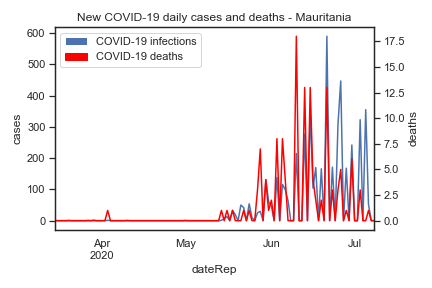 New COVID-19 daily cases and deaths - Mauritania
COVID-19 infections
COVID-19 deaths
600
500
400
300
200
100
0
cases
17.5
15.0
12.5
10.0
7.5
5.0
2.5
0.0
deaths
Apr
2020
May
Jun
Jul
dateRep